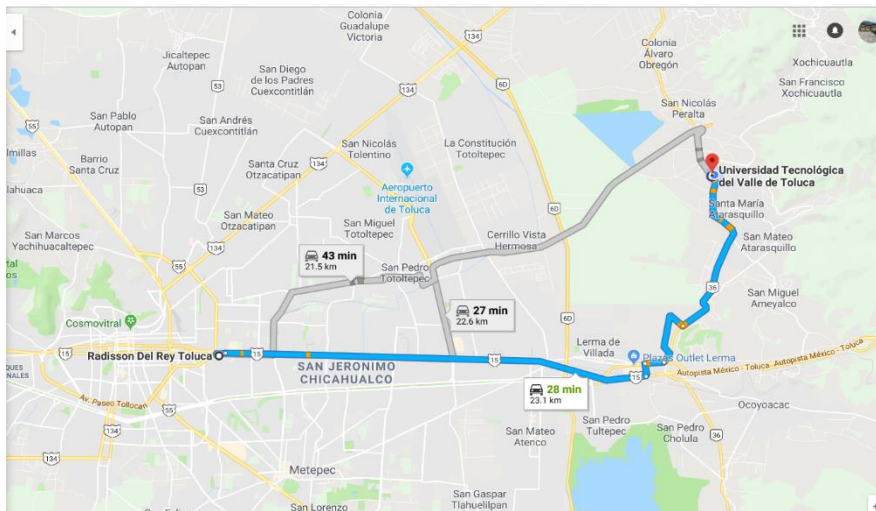 Colonia
Guadalupe
Victoria
134
Jicaltepec
Autopan
53
San Diego
de los Padres
Cuexcontitlán
134
6D
Colonia
Álvaro
Obregón
Xochicuautla
San Francisco
Xochicuautla
San Pablo
Autopan
San Andrés
Cuexcontitlán
55
San Nicolás
Peralta
San Nicolás
Tolentino
La Constitución
Totoltepec
Barrio
Santa Cruz
Santa Cruz
Otzacatipan
134
53
Aeropuerto
Internacional
de Toluca
Universidad Tecnológica
del Valle de Toluca
Santa María
Atarasquillo
San Mateo
Otzacatipan
San Miguel
Totoltepec
Cerrillo Vista
Hermosa
San Mateo
Atarasquillo
San Marcos
Yachihuacaltepec
55
43 min
21.5 km
San Pedro
Totoltepec
36
San Miguel
Ameyalco
27 min
22.6 km
6D
Cosmovitral
Lerma de
Villada
15
Radisson Del Rey Toluca
15
15
Plazas Outlet Lerma
Autopista México - Toluca
Autopista México - Toluca
SAN JERONIMO
CHICAHUALCO
15
28 min
23.1 km
Av. Paseo Tollocan
55
Ocoyoacac
San Pedro
Tultepec
San Pedro
Cholula
36
134
134
San Mateo
Atenco
Metepec
San Gaspar
Tlahuelilpan
San Lorenzo